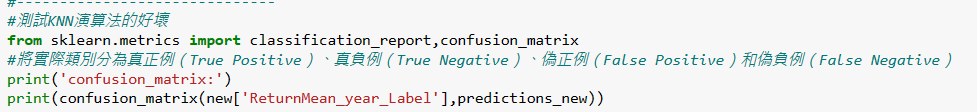 #------------------------------
#測試KNN演算法的好壞
from sklearn.metrics import classification_report,confusion_matrix
#將實際類別分為真正例（True Positive）、真負例（True Negative）、偽正例（False Positive）和偽負例（False Negative）
print('confusion_matrix:')
print(confusion_matrix(new['ReturnMean_year_Label'],predictions_new))